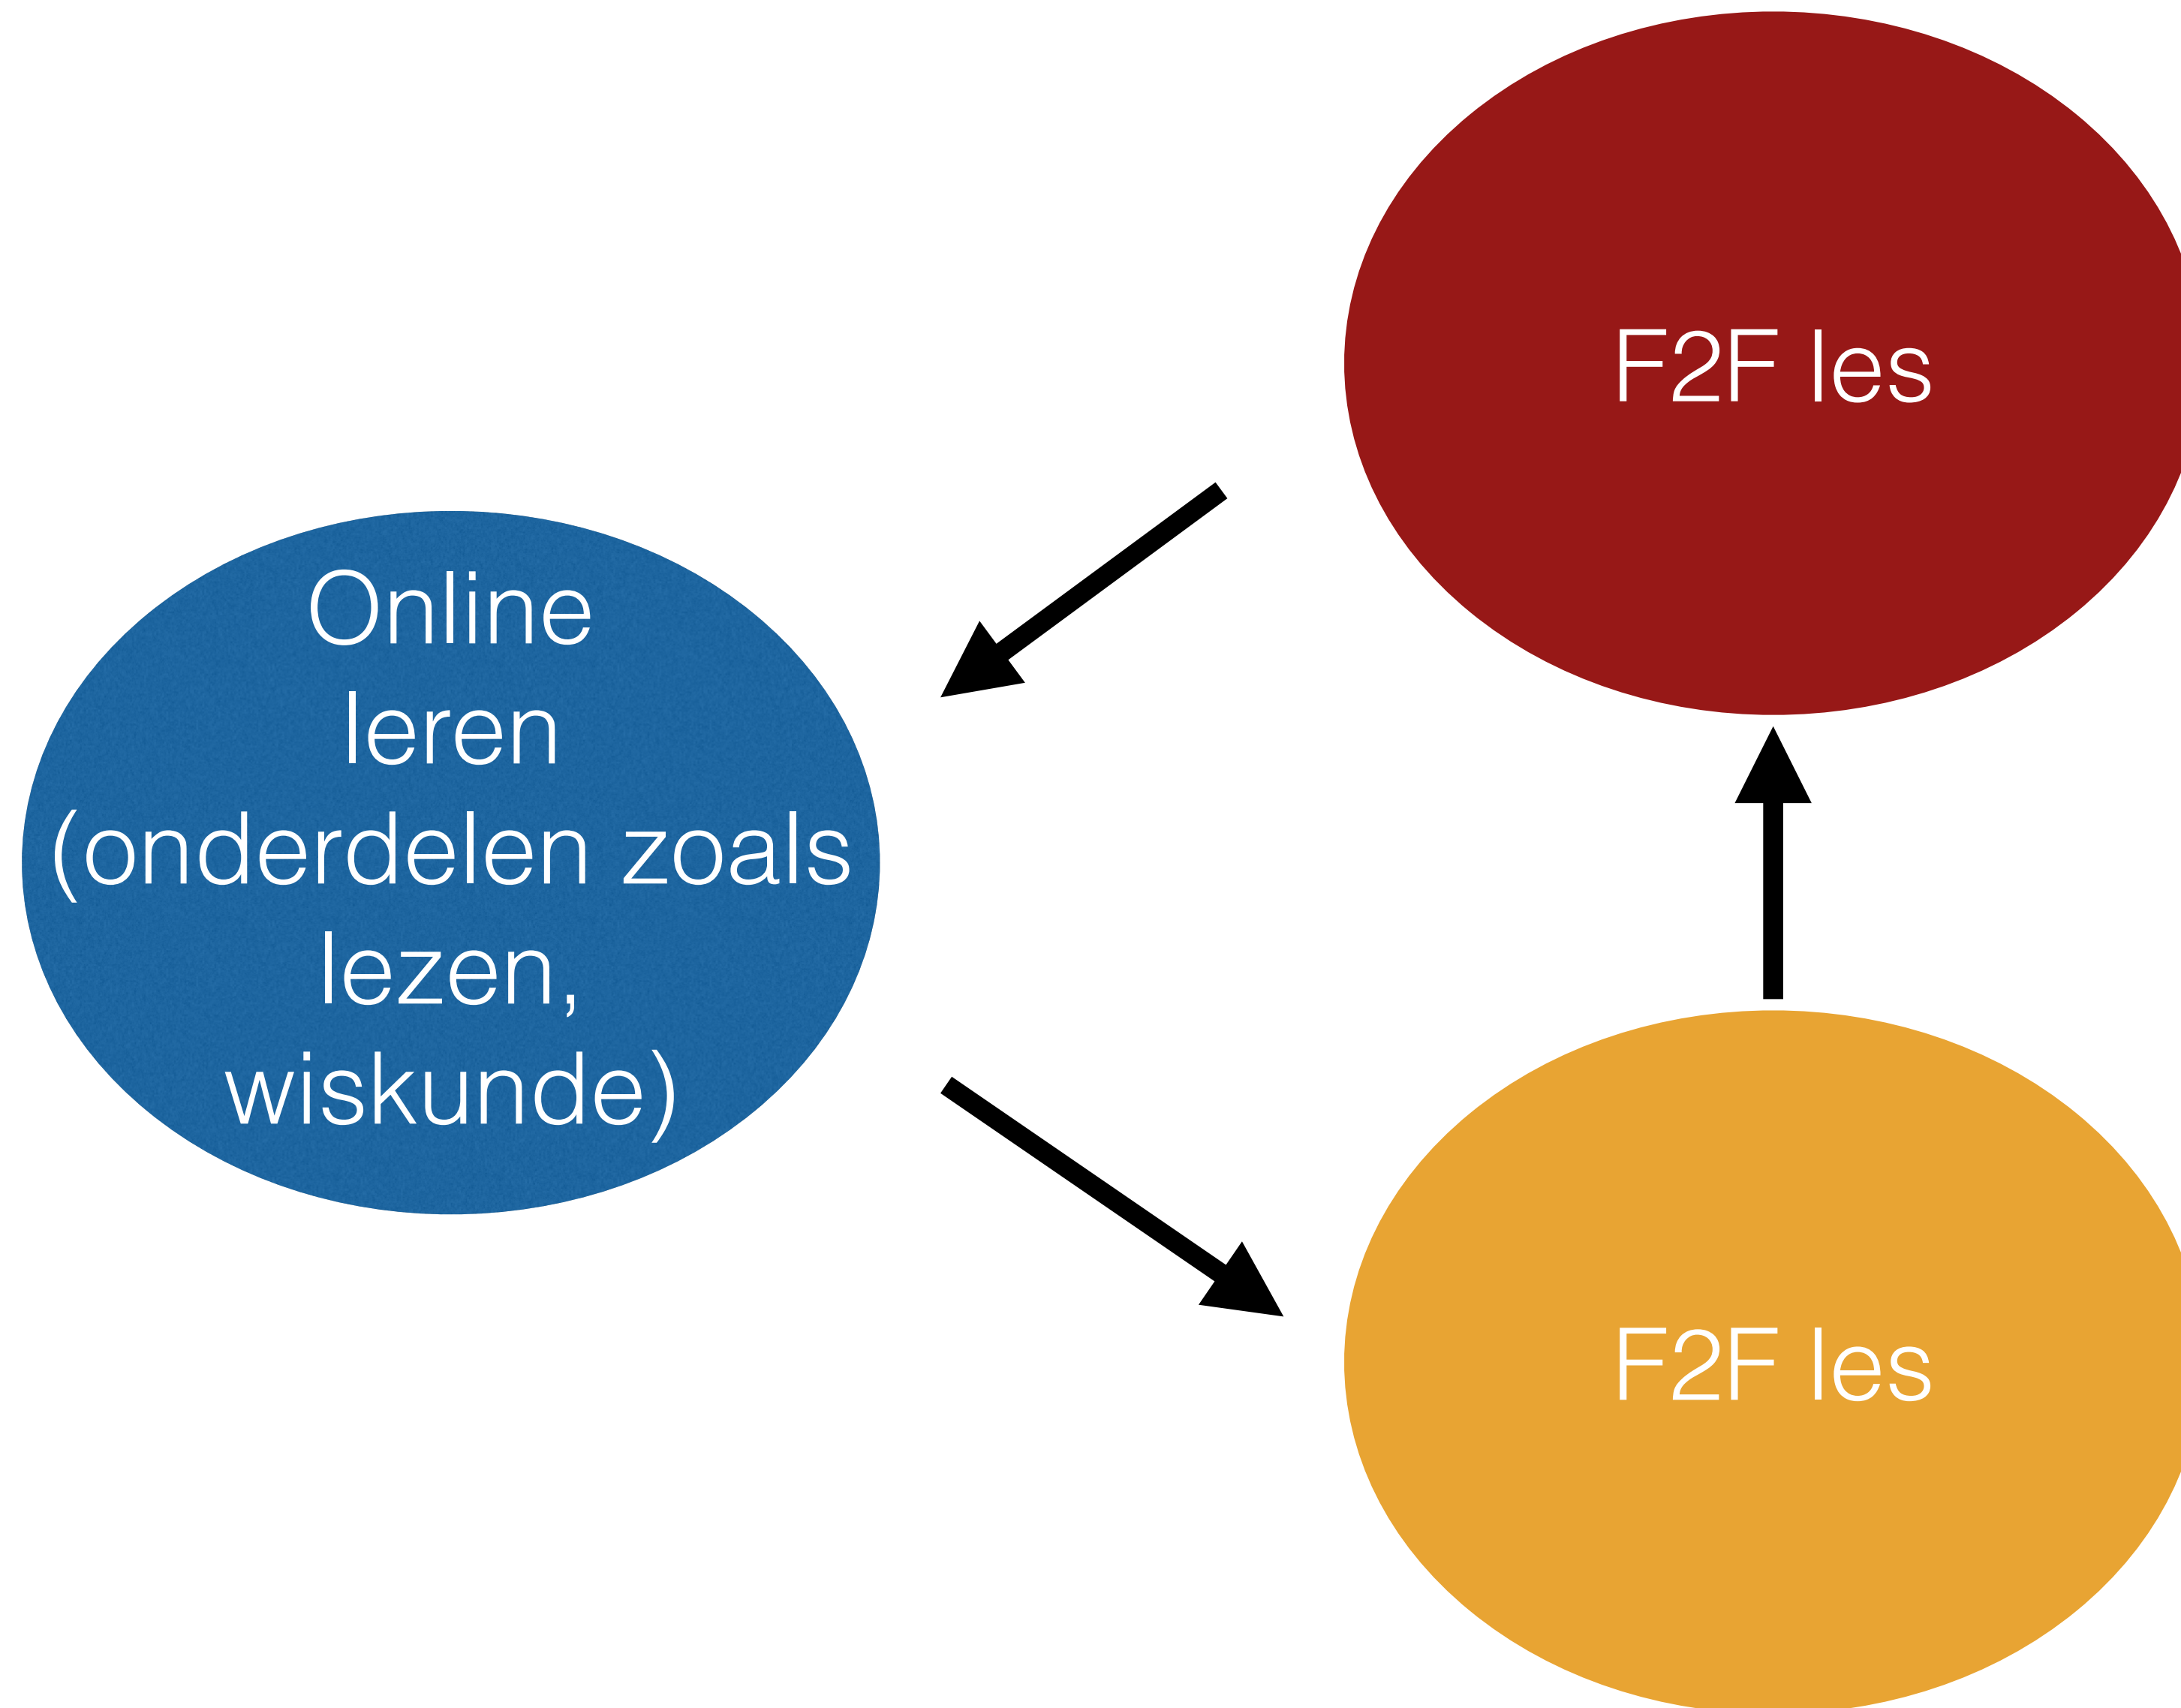 F2F les
Online
leren
(onderdelen zoals
lezen,
wiskunde)
F2F les